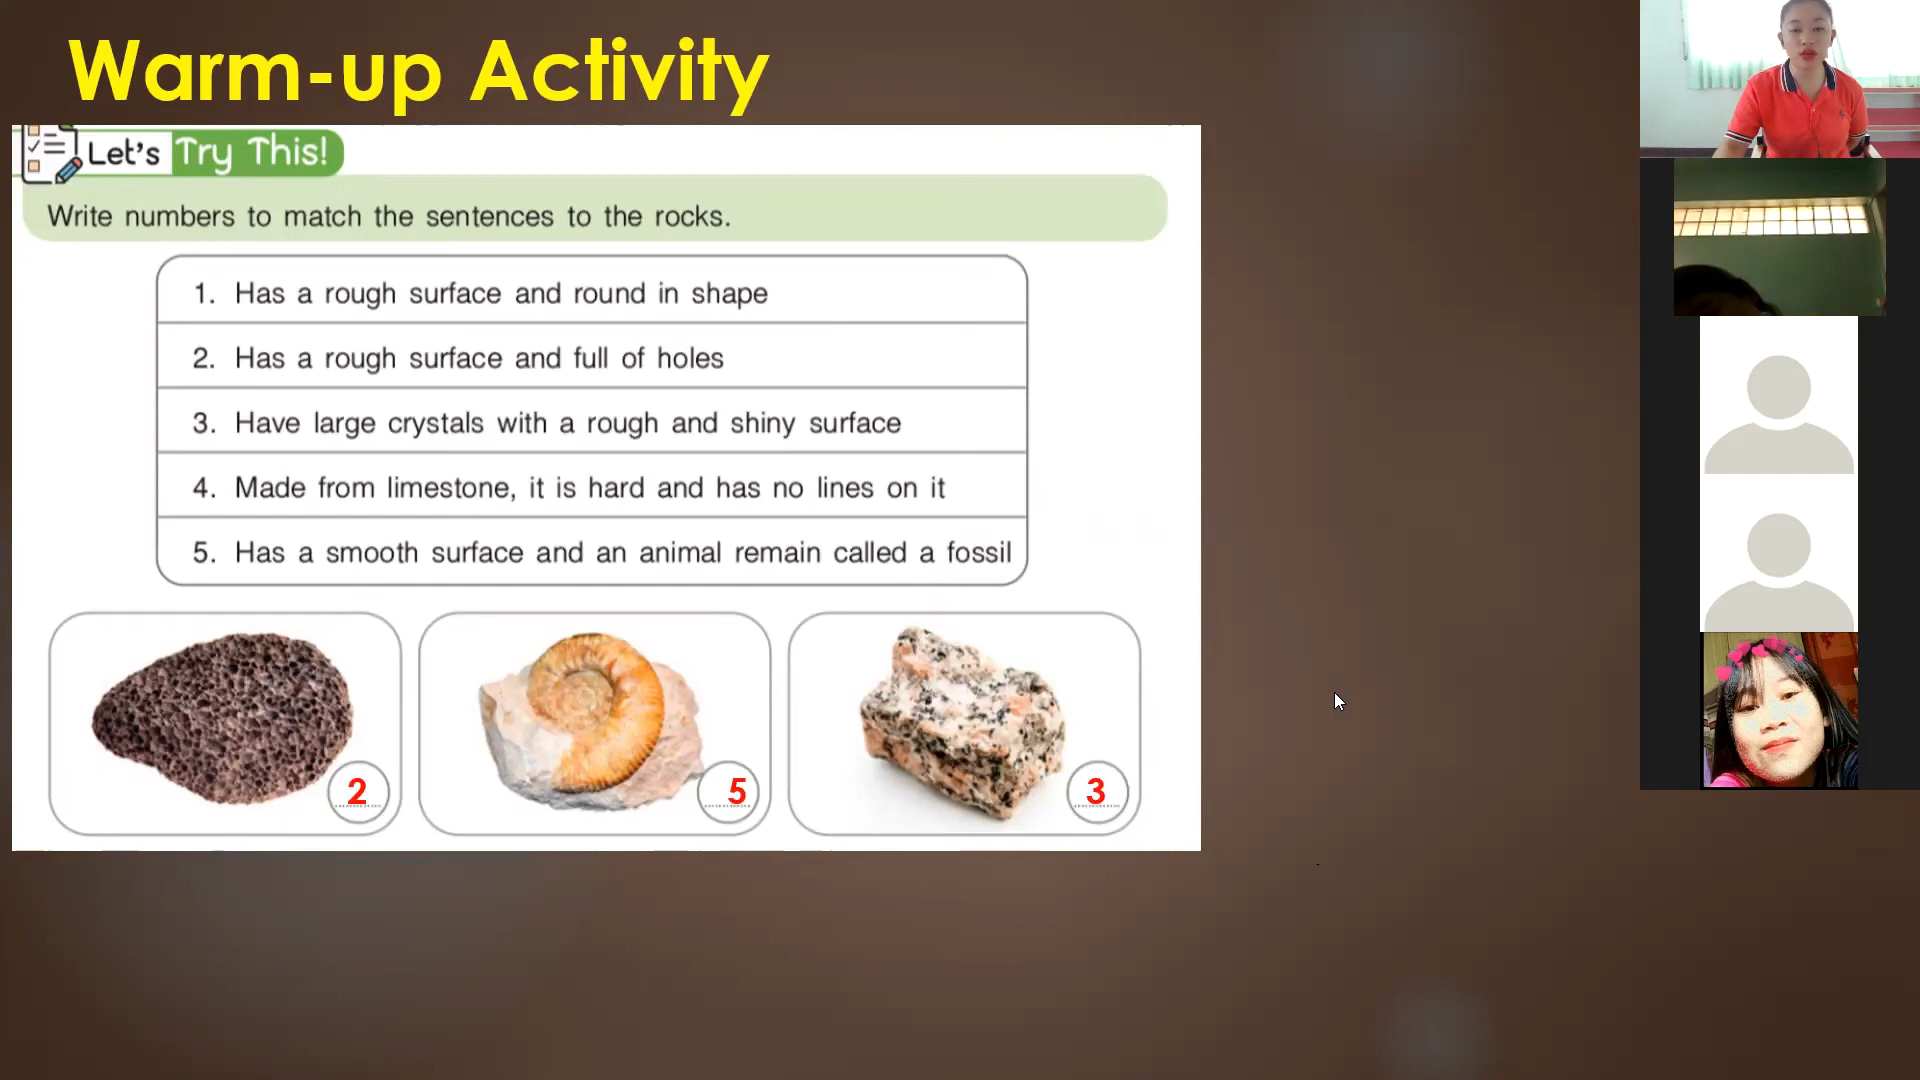 Warm-up Activity
Let's Try This!
Write numbers to match the sentences to the rocks.
1. Has a rough surface and round in shape
2. Has a rough surface and full of holes
3. Have large crystals with a rough and shiny surface
4. Made from limestone, it is hard and has no lines on it
5. Has a smooth surface and an animal remain called a fossil
2
5
3